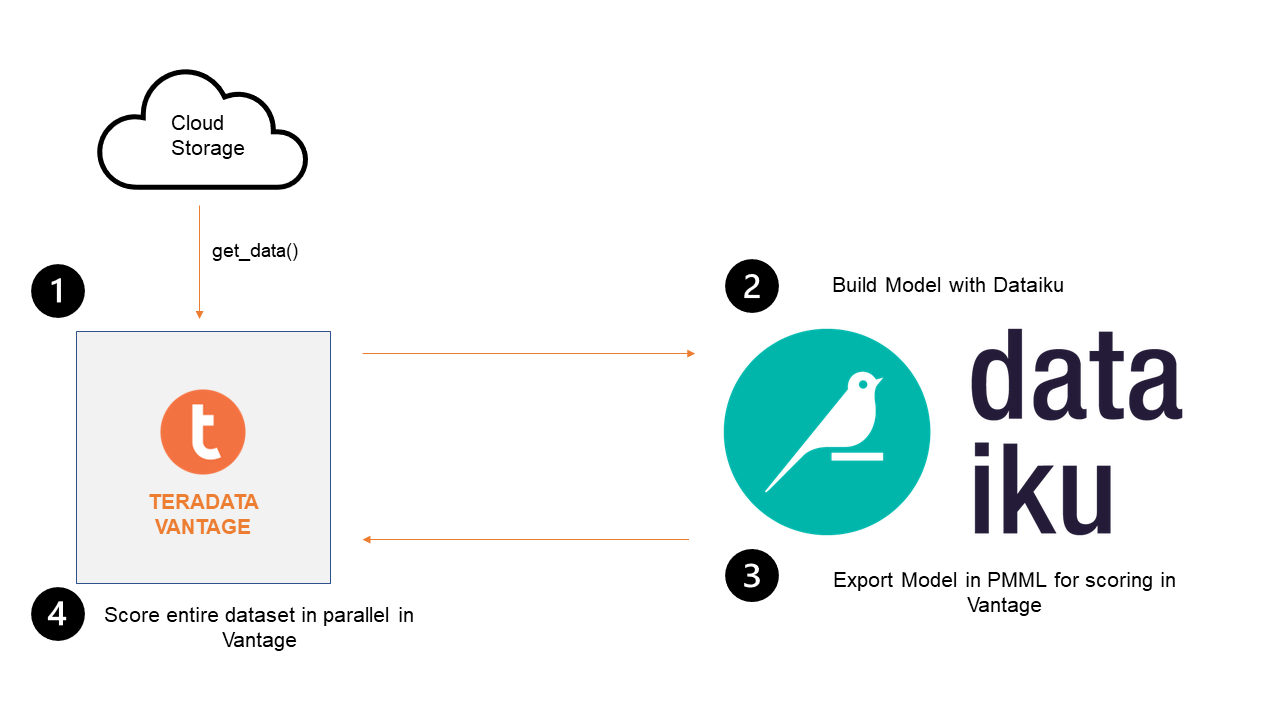 Cloud
Storage
get_data()
1
t
TERADATA
VANTAGE
2
Build Model with Dataiku
data
iku
3
Export Model in PMML for scoring in
Vantage
4
Score entire dataset in parallel in
Vantage